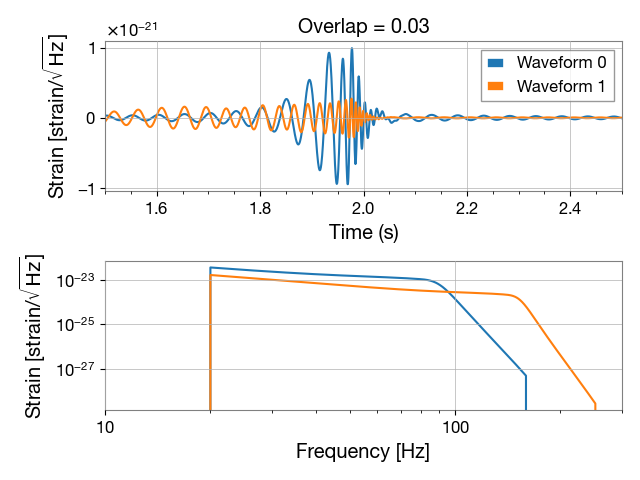 Overlap = 0.03
×10⁻²¹
Strain [strain/√Hz]
1
0
−1
Waveform 0
Waveform 1
1.6 1.8 2.0 2.2 2.4
Time (s)
Strain [strain/√Hz]
10⁻²³
10⁻²⁵
10⁻²⁷
10 100
Frequency [Hz]